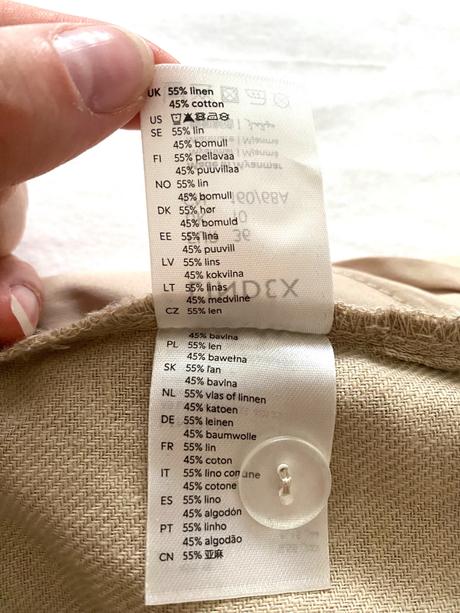 UK 55% linen
45% cotton
US
SE 55% lin
45% bomull
FI 55% pellavaa
45% puuvillaa
NO 55% lin
45% bomull
DK 55% hør
45% bomuld
EE 55% lina
45% puuvill
LV 55% lins
45% kokvilna
LT 55% linas
45% medvilnė
CZ 55% len
45% bavlna
PL 55% len
45% bawełna
SK 55% ľan
45% bavlna
NL 55% vlas of linnen
45% katoen
DE 55% leinen
45% baumwolle
FR 55% lin
45% coton
IT 55% lino comune
45% cotone
ES 55% lino
45% algodón
PT 55% linho
45% algodão
CN 55% 亚麻